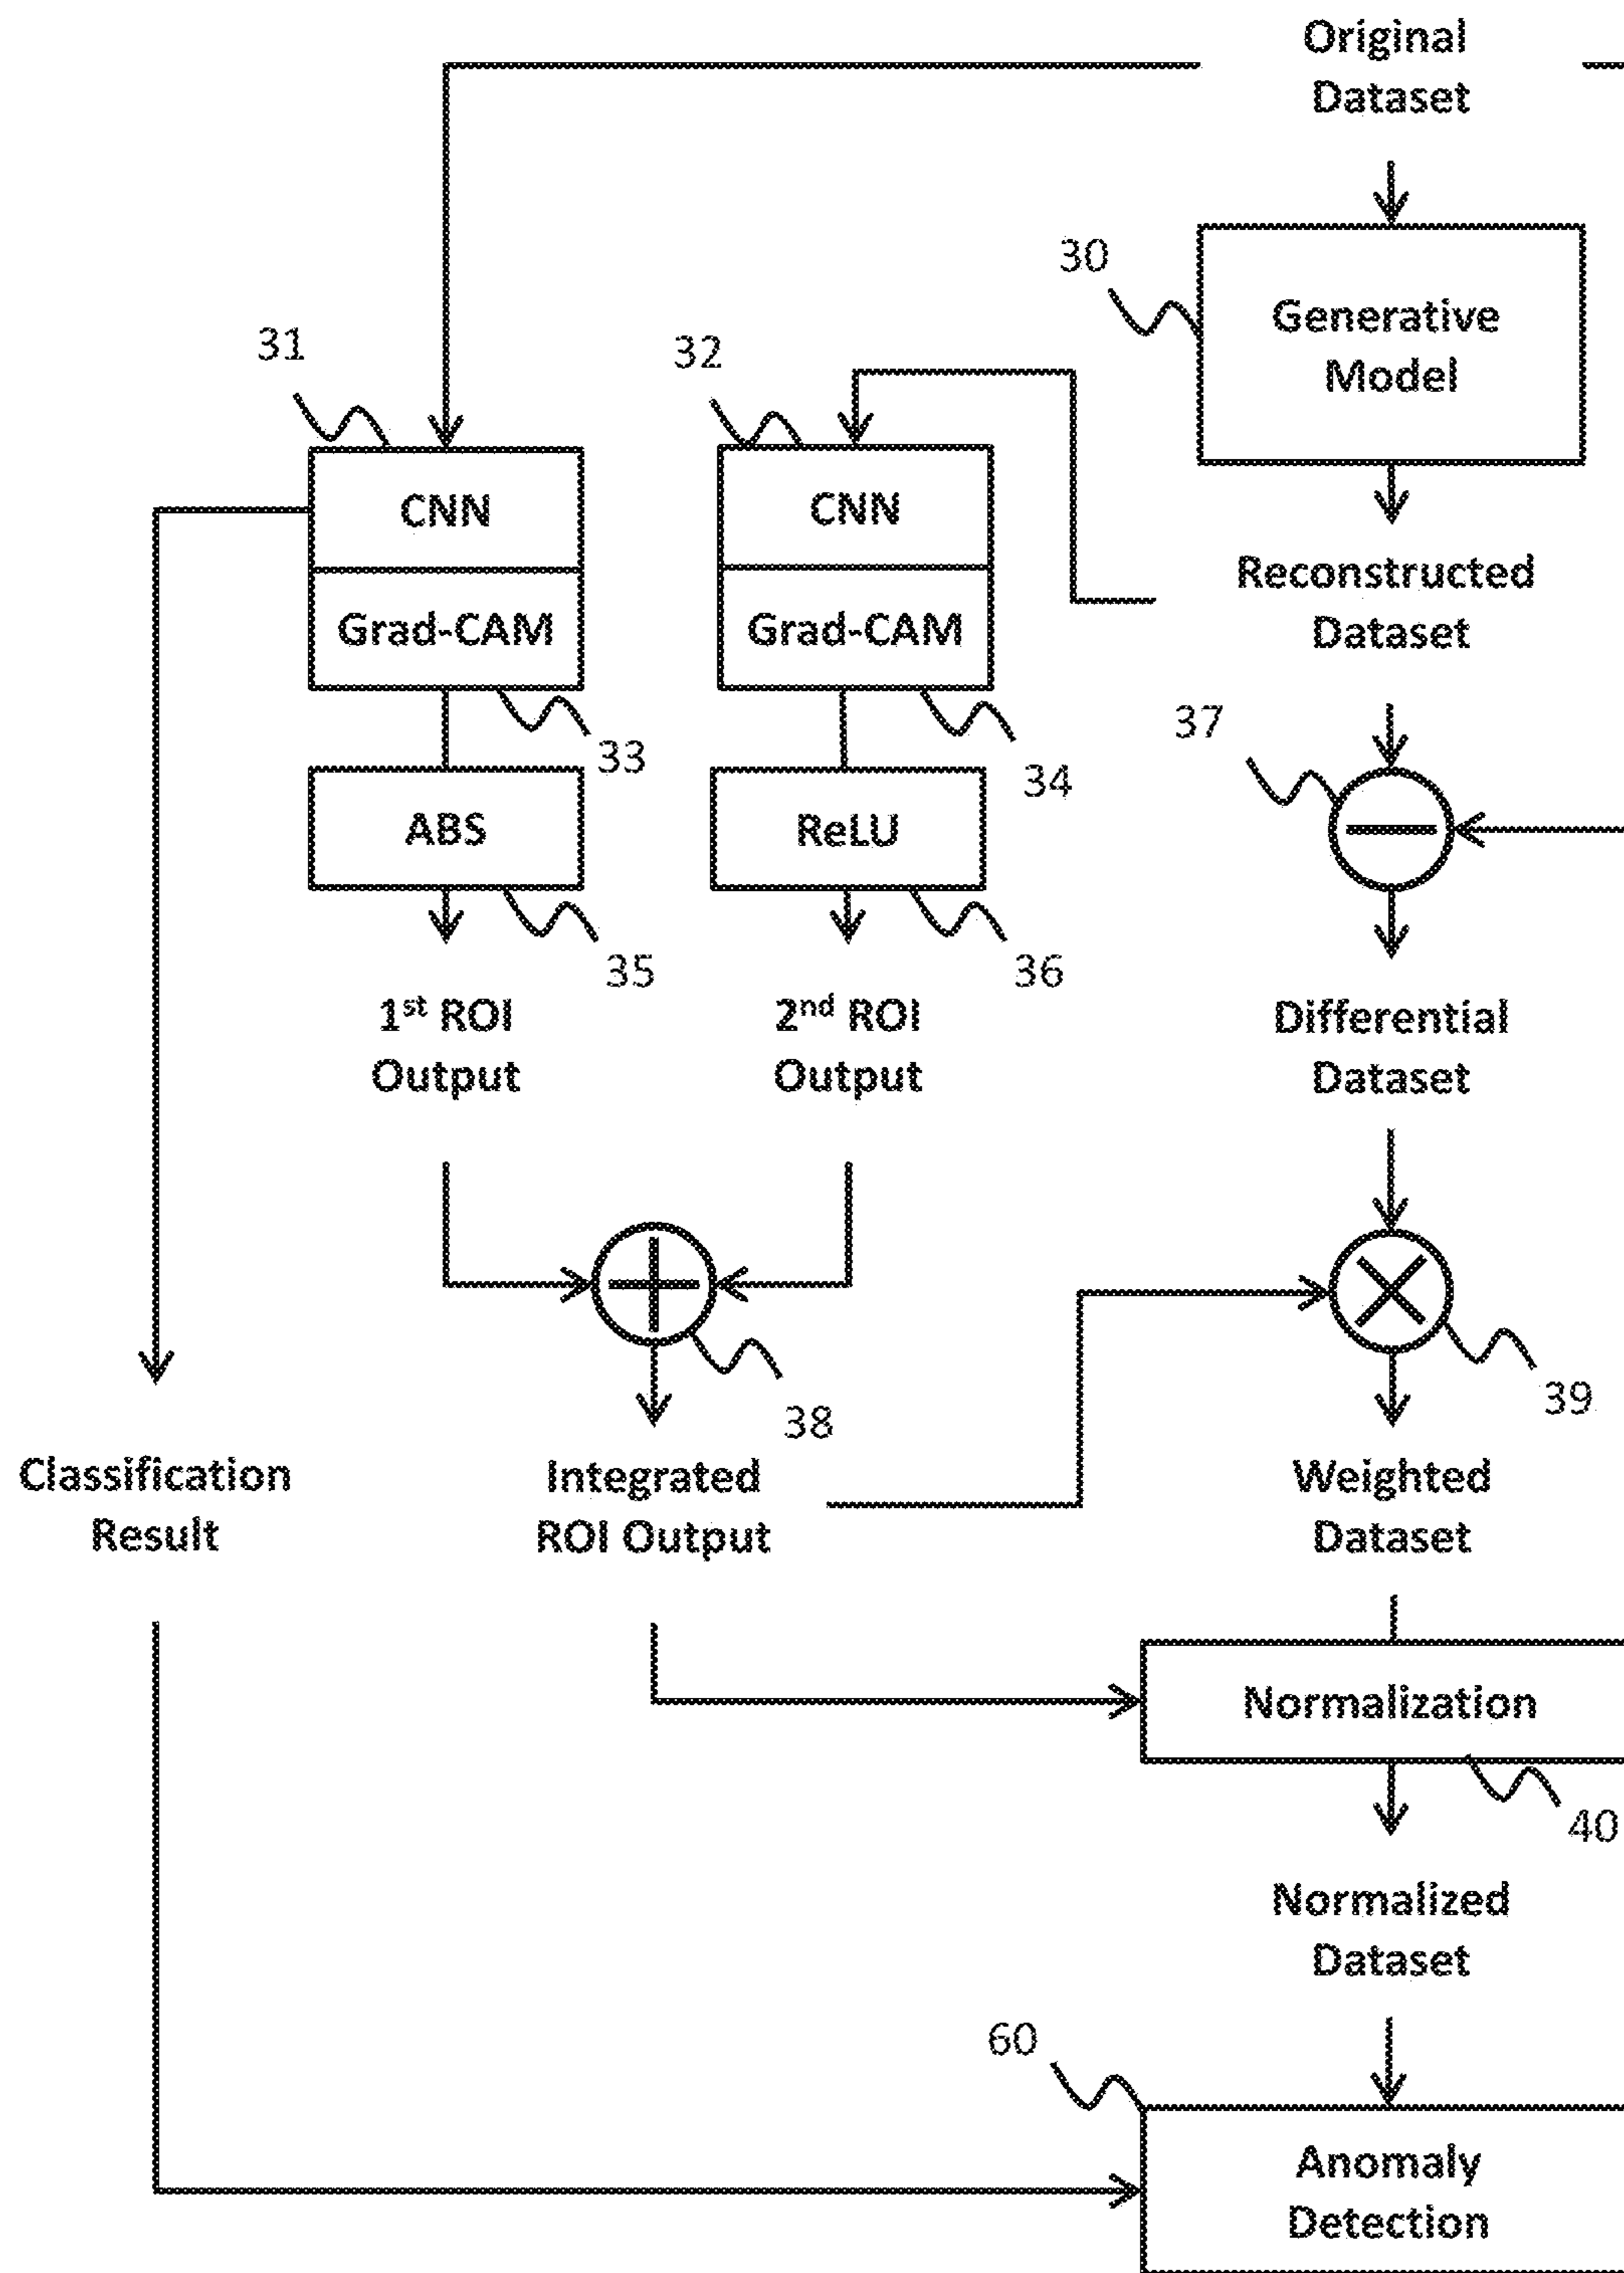 Original
Dataset
30
Generative
Model
31
32
CNN
Grad-CAM
CNN
Grad-CAM
Reconstructed
Dataset
33
34
37
ABS
ReLU
35
36
1st ROI
Output
2nd ROI
Output
Differential
Dataset
38
39
Classification
Result
Integrated
ROI Output
Weighted
Dataset
Normalization
40
Normalized
Dataset
60
Anomaly
Detection